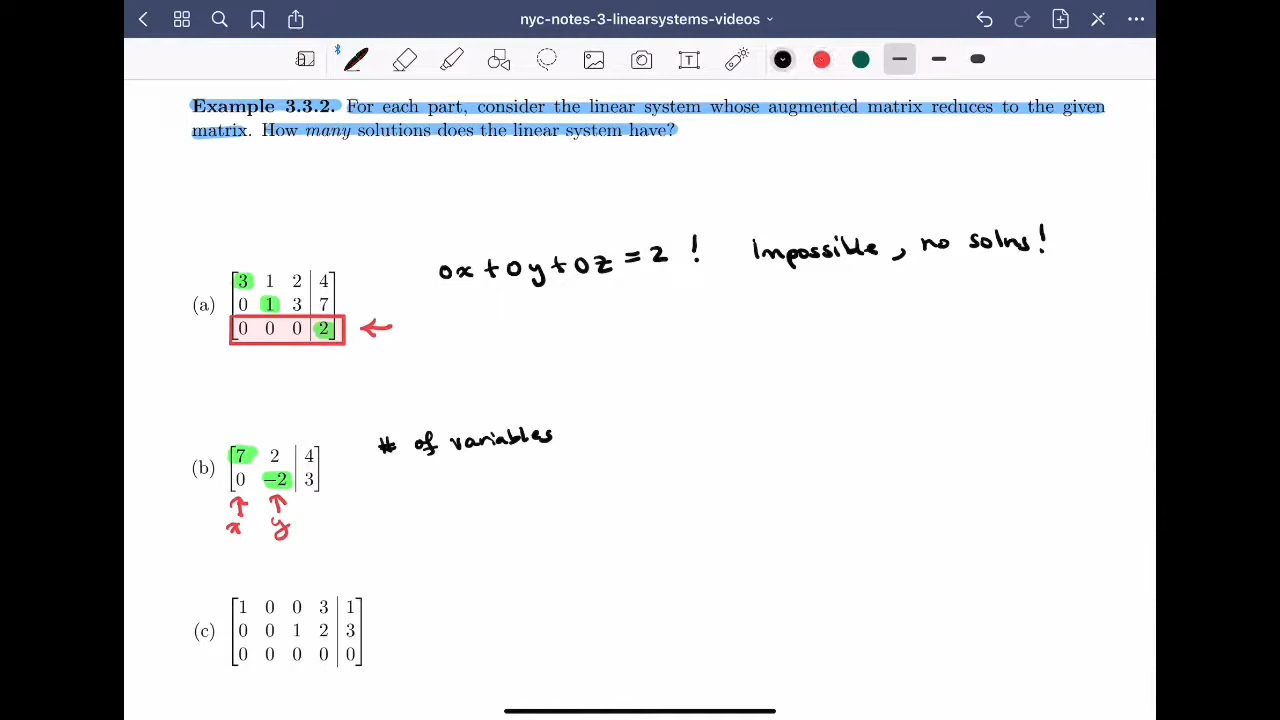 nyc-notes-3-linearsystems-videos
Example 3.3.2. For each part, consider the linear system whose augmented matrix reduces to the given
matrix. How many solutions does the linear system have?
0x + 0y + 0z = 2 ! Impossible, no solns!
(a)
3 1 2 | 4
0 1 3 | 7
0 0 0 | 2
# of variables
(b)
7 2 | 4
0 −2 | 3
x y
(c)
1 0 0 3 | 1
0 0 1 2 | 3
0 0 0 0 | 0